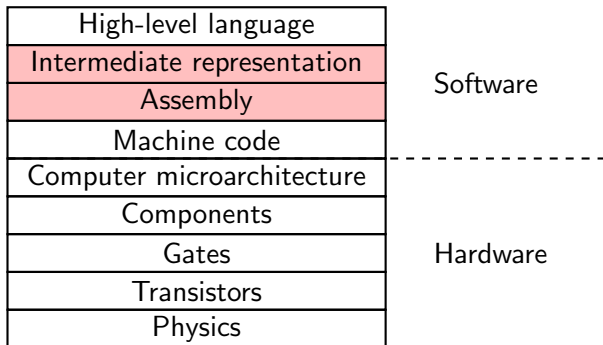 High-level language
Intermediate representation
Assembly
Software
Machine code
Computer microarchitecture
Components
Gates
Hardware
Transistors
Physics